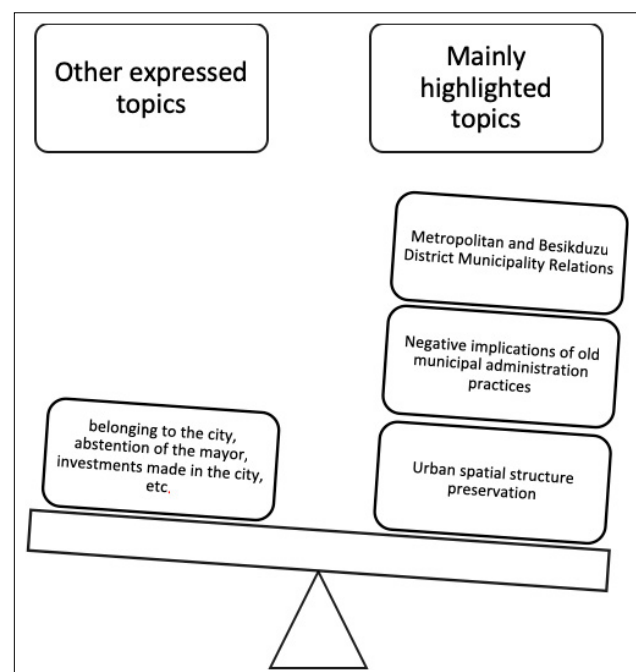 Other expressed
topics
Mainly
highlighted
topics
Metropolitan and Besikduzu
District Municipality Relations
Negative implications of old
municipal administration
practices
belonging to the city,
abstention of the mayor,
investments made in the city,
etc.
Urban spatial structure
preservation